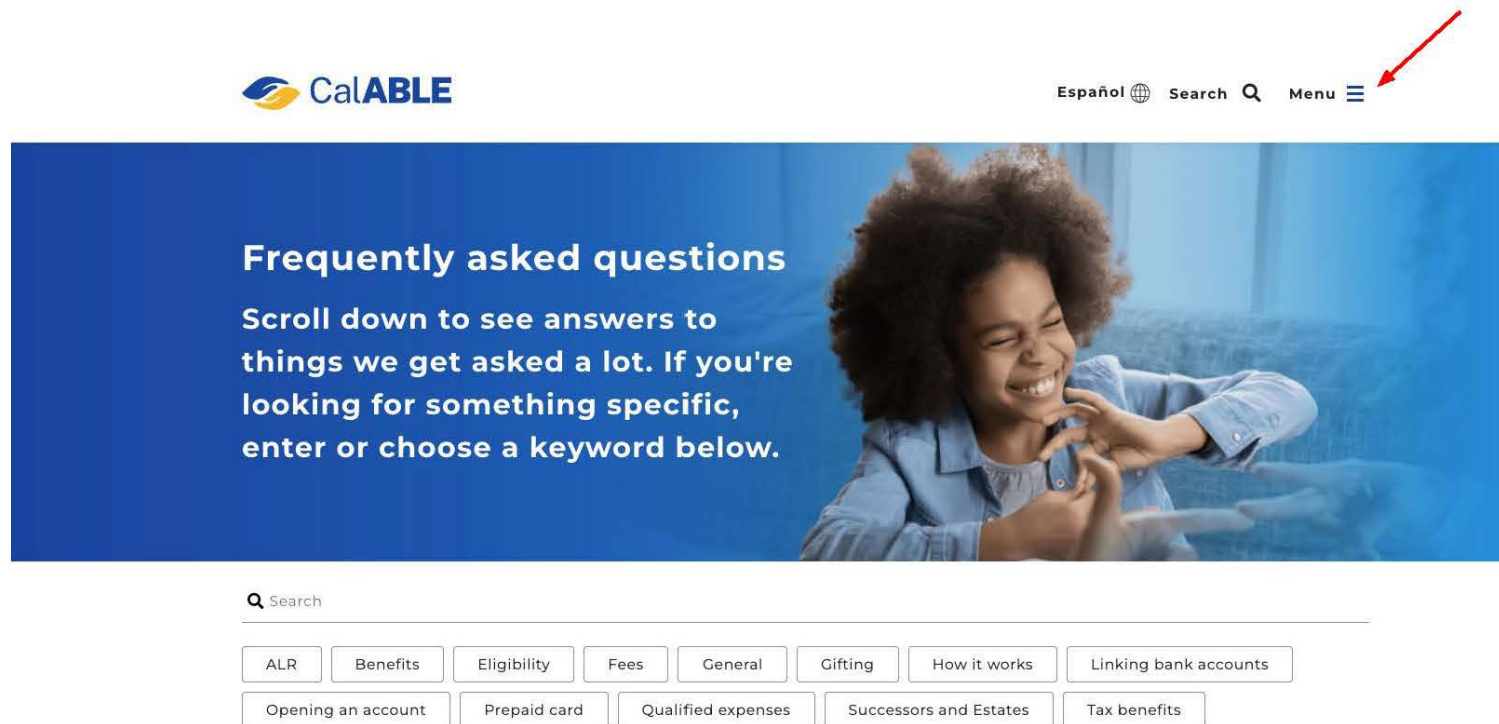 CalABLE
Español Search Menu
Frequently asked questions
Scroll down to see answers to
things we get asked a lot. If you're
looking for something specific,
enter or choose a keyword below.
Search
ALR Benefits Eligibility Fees General Gifting How it works Linking bank accounts
Opening an account Prepaid card Qualified expenses Successors and Estates Tax benefits